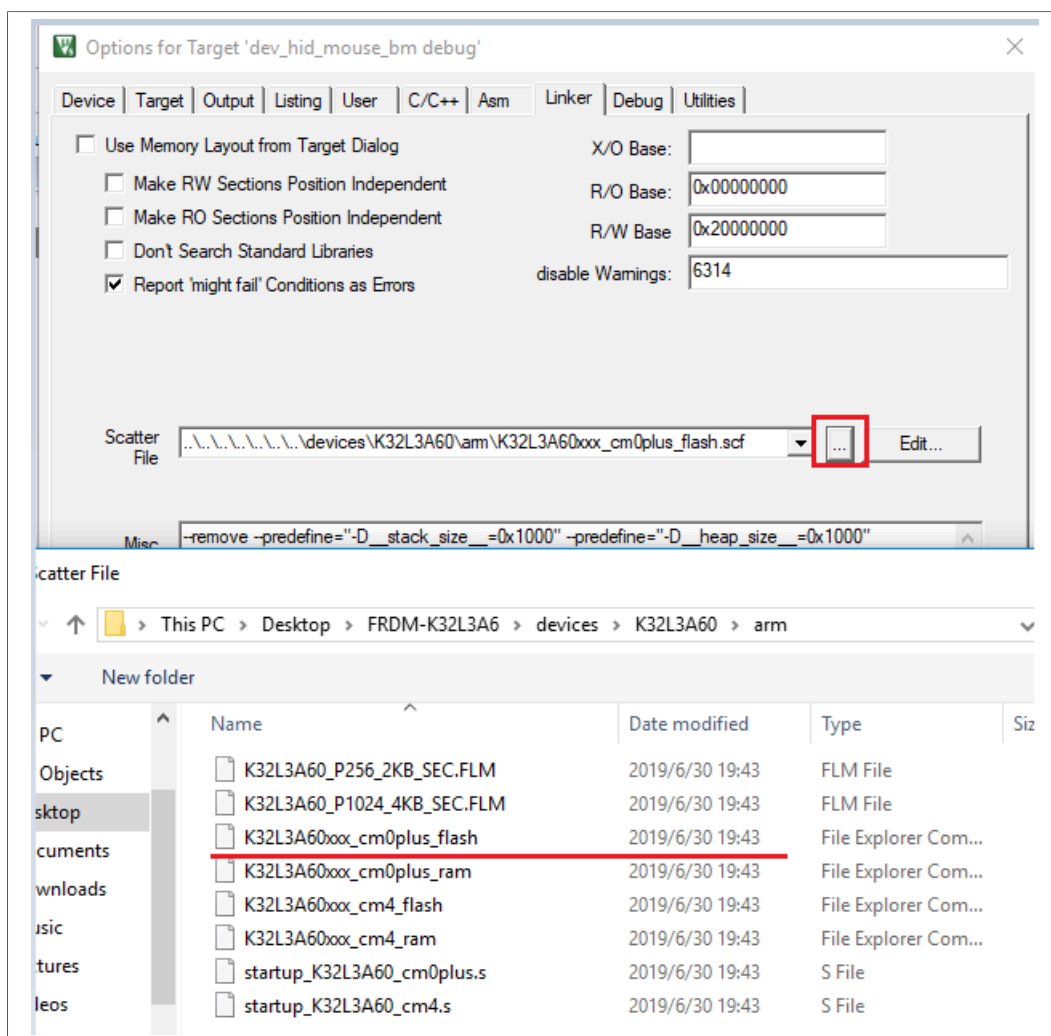 Options for Target 'dev_hid_mouse_bm debug'
Device Target Output Listing User C/C++ Asm Linker Debug Utilities
Use Memory Layout from Target Dialog X/O Base:
Make RW Sections Position Independent R/O Base: 0x00000000
Make RO Sections Position Independent R/W Base 0x20000000
Don't Search Standard Libraries
Report 'might fail' Conditions as Errors disable Warnings: 6314
Scatter File ..\..\..\..\..\..\..\devices\K32L3A60\arm\K32L3A60xxx_cm0plus_flash.scf ... Edit...
Misc --remove --predefine="-D__stack_size__=0x1000" --predefine="-D__heap_size__=0x1000"
catter File
This PC > Desktop > FRDM-K32L3A6 > devices > K32L3A60 > arm
New folder
Name Date modified Type Siz
PC
Objects K32L3A60_P256_2KB_SEC.FLM 2019/6/30 19:43 FLM File
sktop K32L3A60_P1024_4KB_SEC.FLM 2019/6/30 19:43 FLM File
cuments K32L3A60xxx_cm0plus_flash 2019/6/30 19:43 File Explorer Com...
wnloads K32L3A60xxx_cm0plus_ram 2019/6/30 19:43 File Explorer Com...
usic K32L3A60xxx_cm4_flash 2019/6/30 19:43 File Explorer Com...
tures K32L3A60xxx_cm4_ram 2019/6/30 19:43 File Explorer Com...
startup_K32L3A60_cm0plus.s 2019/6/30 19:43 S File
leos startup_K32L3A60_cm4.s 2019/6/30 19:43 S File